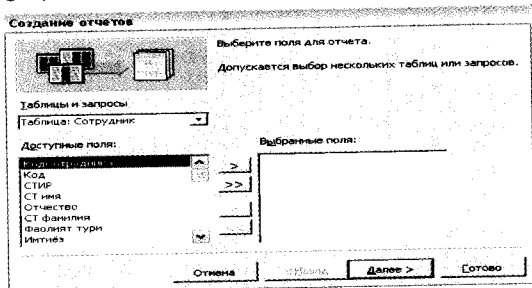 Создание отчетов
Выберите поля для отчета.
Допускается выбор нескольких таблиц или запросов.
Таблицы и запросы
Таблица: Сотрудник
Доступные поля:
Выбранные поля:
Код
СТИР
СТ имя
Отчество
СТ фамилия
Фаолият тури
Имтиёз
>
>>
Отмена
Далее >
Готово